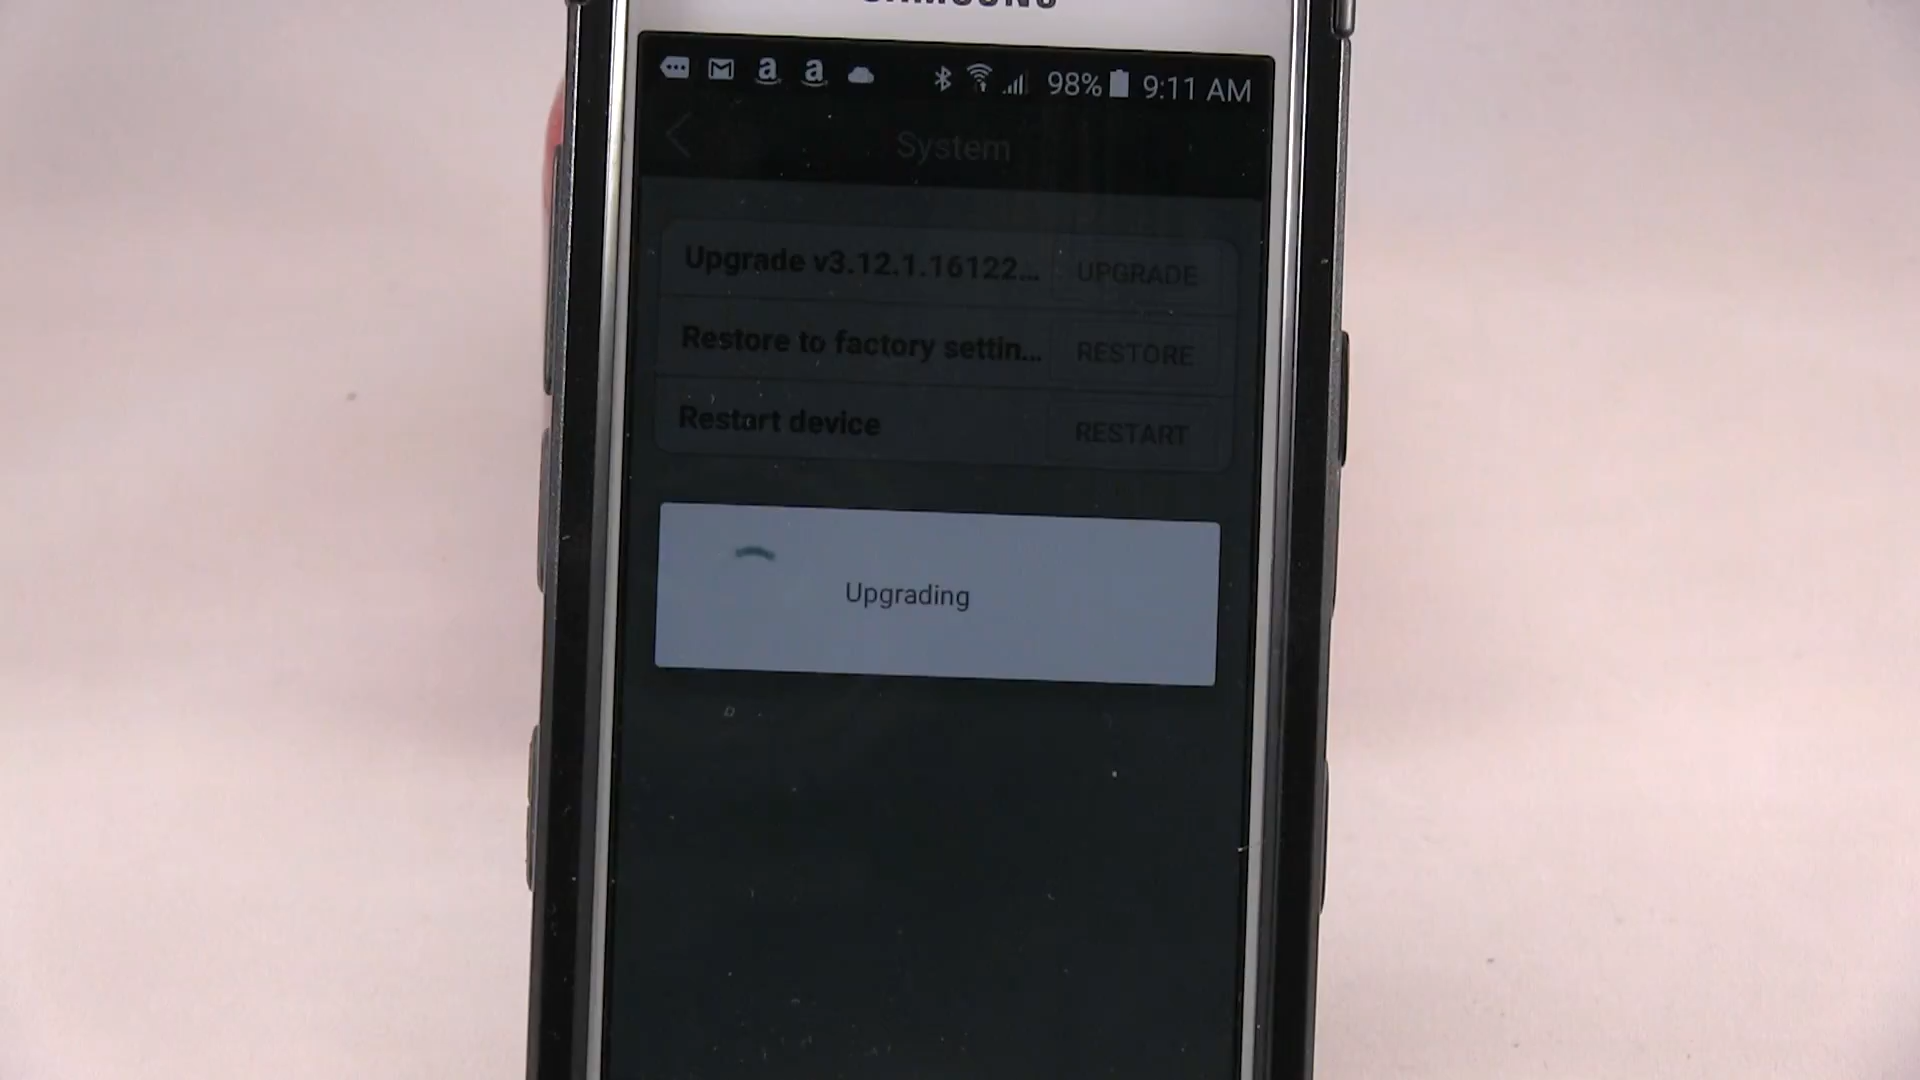 SAMSUNG
98% 9:11 AM
System
Upgrade v3.12.1.16122... UPGRADE
Restore to factory settin... RESTORE
Restart device RESTART
Upgrading